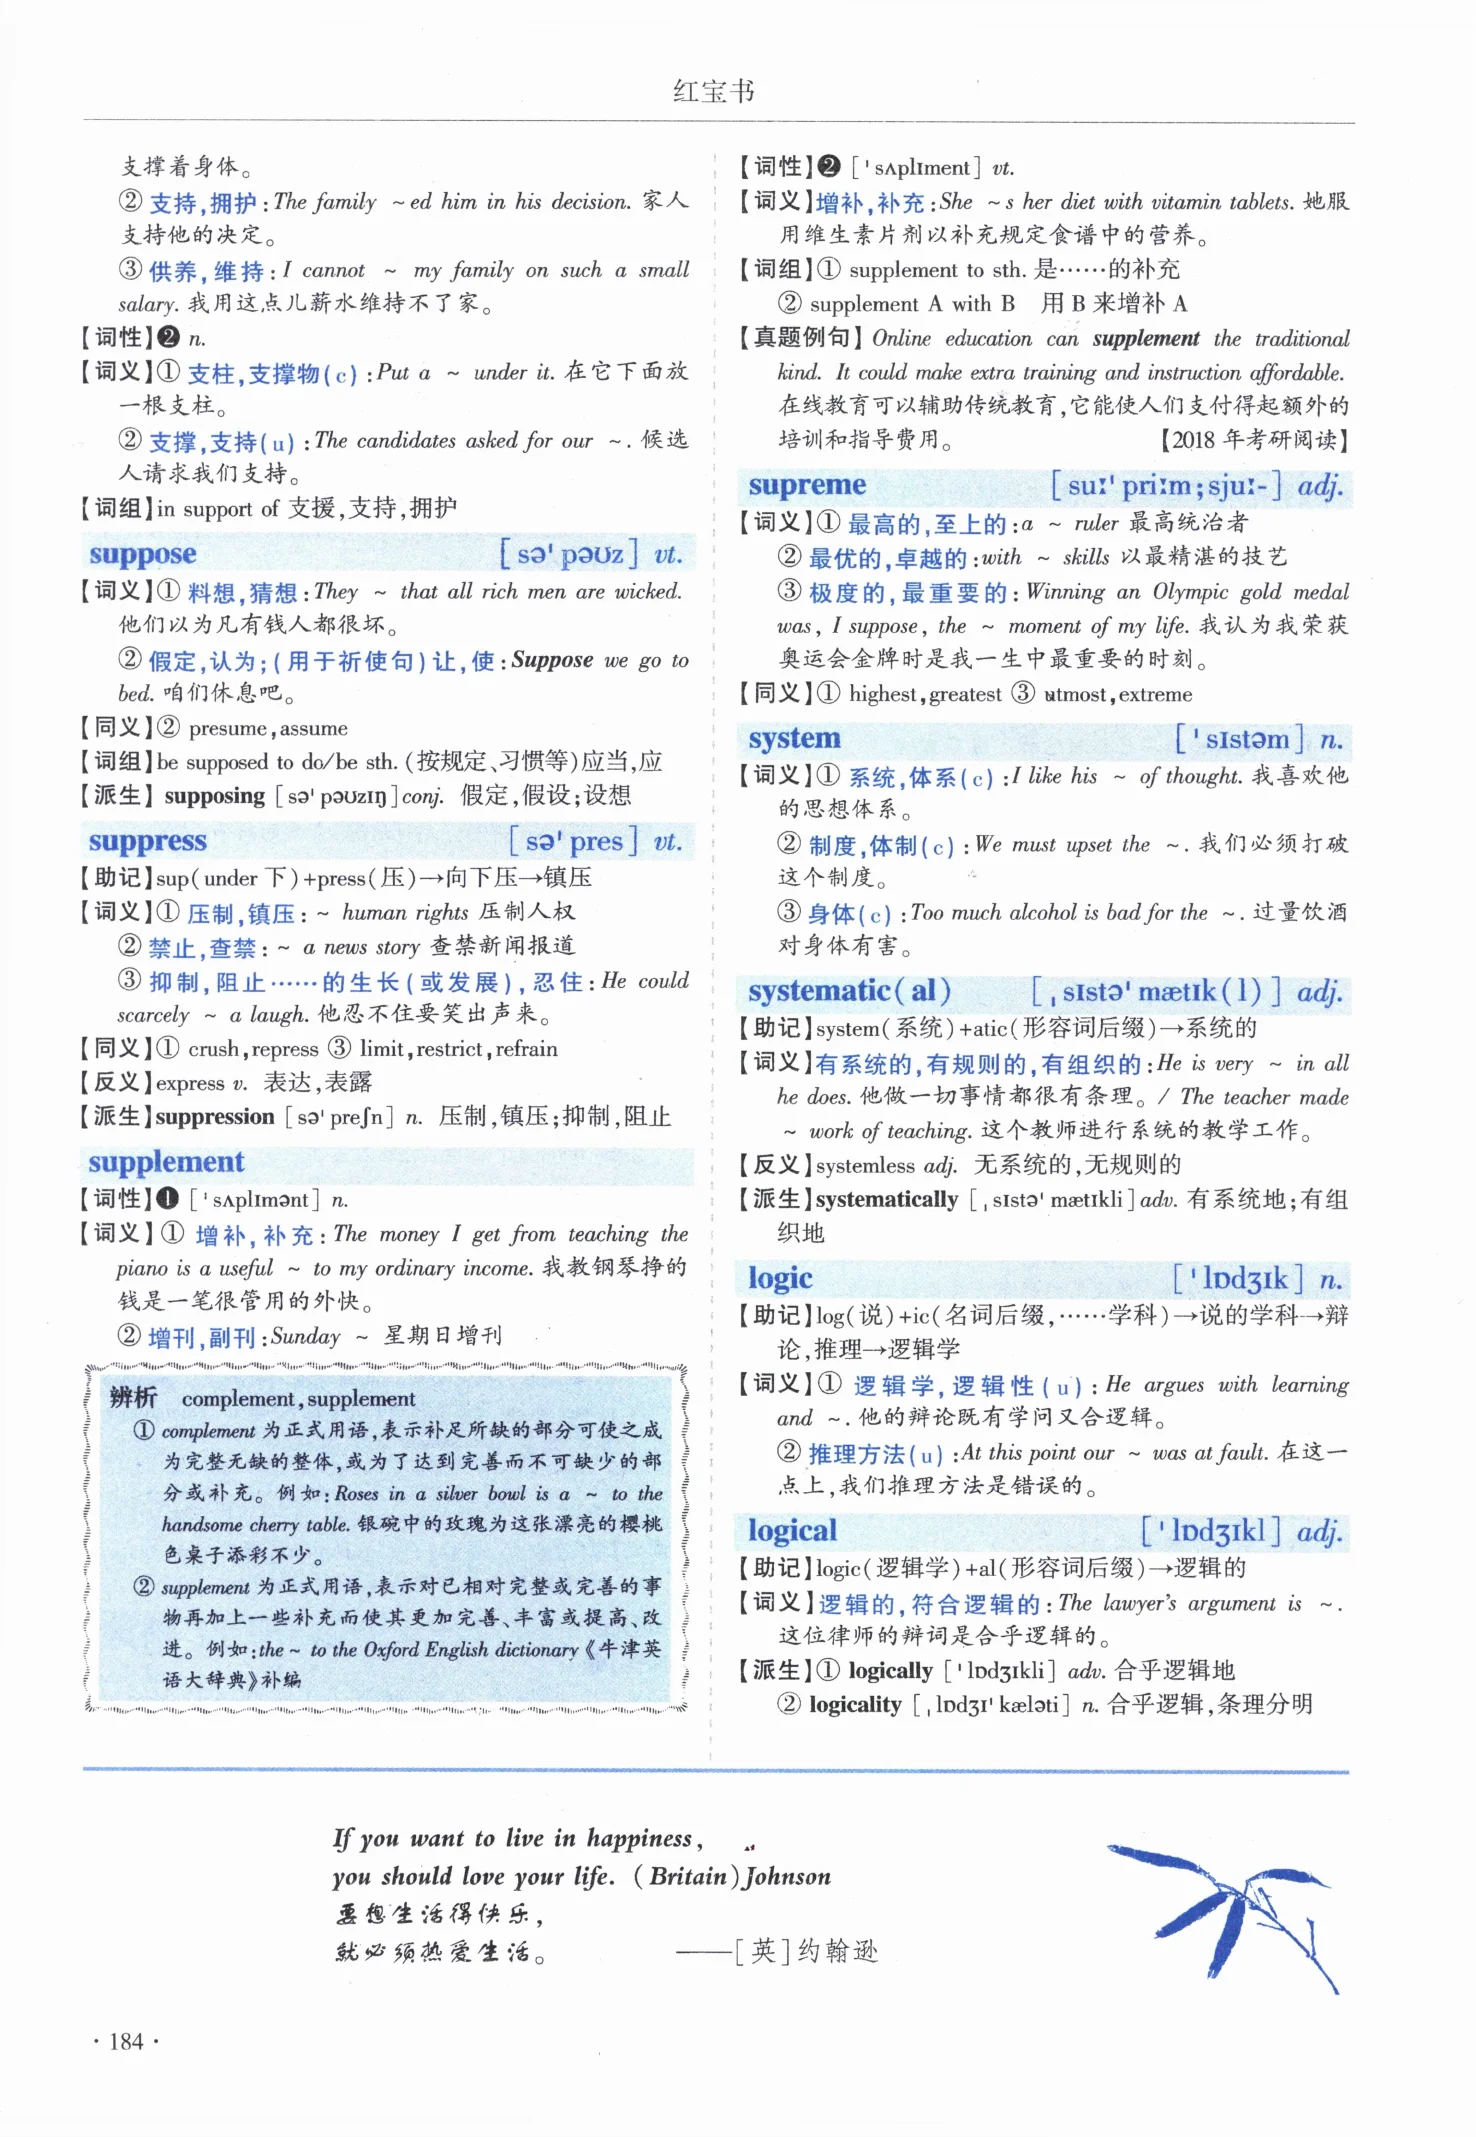 红宝书
支撑着身体。
② 支持,拥护:The family ~ed him in his decision. 家人
支持他的决定。
③ 供养,维持:I cannot ~ my family on such a small
salary. 我用这点儿薪水维持不了家。
【词性】❷ n.
【词义】① 支柱,支撑物(c):Put a ~ under it. 在它下面放
一根支柱。
② 支撑,支持(u):The candidates asked for our ~. 候选
人请求我们支持。
【词组】in support of 支援,支持,拥护
suppose [sə'pəʊz] vt.
【词义】① 料想,猜想:They ~ that all rich men are wicked.
他们以为凡有钱人都很坏。
② 假定,认为;(用于祈使句)让,使:Suppose we go to
bed. 咱们休息吧。
【同义】② presume,assume
【词组】be supposed to do/be sth. (按规定、习惯等)应当,应
【派生】supposing [sə'pəʊzɪŋ]conj. 假定,假设;设想
suppress [sə'pres] vt.
【助记】sup(under 下)+press(压)→向下压→镇压
【词义】① 压制,镇压:~ human rights 压制人权
② 禁止,查禁:~ a news story 查禁新闻报道
③ 抑制,阻止……的生长(或发展),忍住:He could
scarcely ~ a laugh. 他忍不住要笑出声来。
【同义】① crush,repress ③ limit,restrict,refrain
【反义】express v. 表达,表露
【派生】suppression [sə'preʃn] n. 压制,镇压;抑制,阻止
supplement
【词性】❶ ['sʌplɪmənt] n.
【词义】① 增补,补充:The money I get from teaching the
piano is a useful ~ to my ordinary income. 我教钢琴挣的
钱是一笔很管用的外快。
② 增刊,副刊:Sunday ~ 星期日增刊
辨析 complement,supplement
① complement 为正式用语,表示补足所缺的部分可使之成
为完整无缺的整体,或为了达到完善而不可缺少的部
分或补充。例如:Roses in a silver bowl is a ~ to the
handsome cherry table. 银碗中的玫瑰为这张漂亮的樱桃
色桌子添彩不少。
② supplement 为正式用语,表示对已相对完整或完善的事
物再加上一些补充而使其更加完善、丰富或提高、改
进。例如:the ~ to the Oxford English dictionary《牛津英
语大辞典》补编
【词性】❷ ['sʌplɪment] vt.
【词义】增补,补充:She ~s her diet with vitamin tablets. 她服
用维生素片剂以补充规定食谱中的营养。
【词组】① supplement to sth. 是……的补充
② supplement A with B 用 B 来增补 A
【真题例句】Online education can supplement the traditional
kind. It could make extra training and instruction affordable.
在线教育可以辅助传统教育,它能使人们支付得起额外的
培训和指导费用。 【2018 年考研阅读】
supreme [suː'priːm;sjuː-] adj.
【词义】① 最高的,至上的:a ~ ruler 最高统治者
② 最优的,卓越的:with ~ skills 以最精湛的技艺
③ 极度的,最重要的:Winning an Olympic gold medal
was, I suppose, the ~ moment of my life. 我认为我荣获
奥运会金牌时是我一生中最重要的时刻。
【同义】① highest,greatest ③ utmost,extreme
system ['sɪstəm] n.
【词义】① 系统,体系(c):I like his ~ of thought. 我喜欢他
的思想体系。
② 制度,体制(c):We must upset the ~. 我们必须打破
这个制度。
③ 身体(c):Too much alcohol is bad for the ~. 过量饮酒
对身体有害。
systematic(al) [ˌsɪstə'mætɪk(l)] adj.
【助记】system(系统)+atic(形容词后缀)→系统的
【词义】有系统的,有规则的,有组织的:He is very ~ in all
he does. 他做一切事情都很有条理。/ The teacher made
~ work of teaching. 这个教师进行系统的教学工作。
【反义】systemless adj. 无系统的,无规则的
【派生】systematically [ˌsɪstə'mætɪkli]adv. 有系统地;有组
织地
logic ['lɒdʒɪk] n.
【助记】log(说)+ic(名词后缀,……学科)→说的学科→辩
论,推理→逻辑学
【词义】① 逻辑学,逻辑性(u):He argues with learning
and ~. 他的辩论既有学问又合逻辑。
② 推理方法(u):At this point our ~ was at fault. 在这一
点上,我们推理方法是错误的。
logical ['lɒdʒɪkl] adj.
【助记】logic(逻辑学)+al(形容词后缀)→逻辑的
【词义】逻辑的,符合逻辑的:The lawyer's argument is ~.
这位律师的辩词是合乎逻辑的。
【派生】① logically ['lɒdʒɪkli] adv. 合乎逻辑地
② logicality [ˌlɒdʒɪ'kæləti] n. 合乎逻辑,条理分明
If you want to live in happiness,
you should love your life. (Britain)Johnson
要想生活得快乐,
就必须热爱生活。 ——[英]约翰逊
·184·